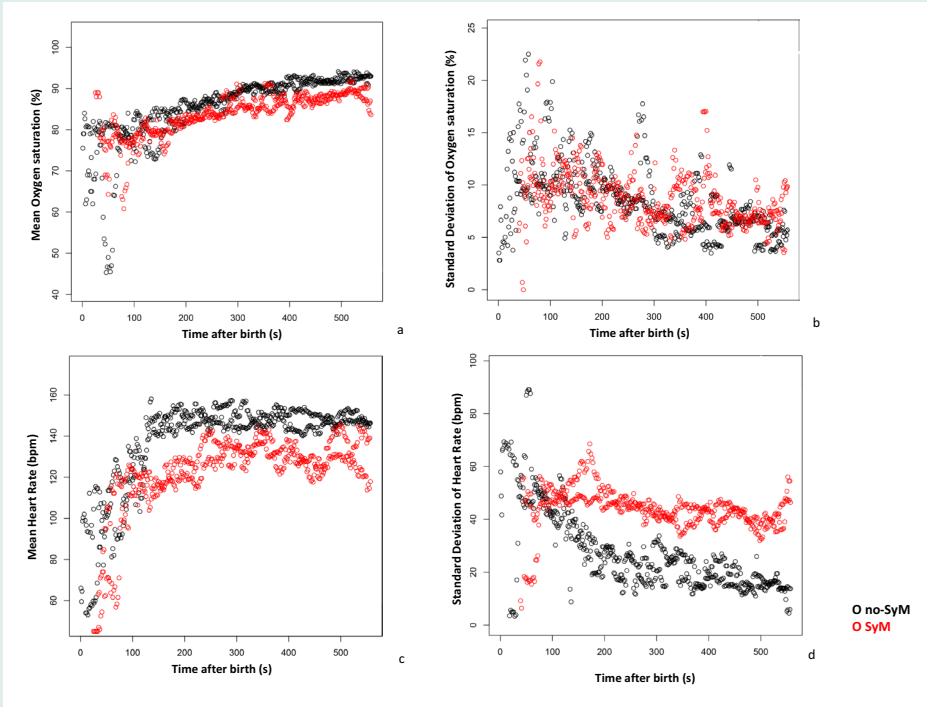 Mean Oxygen saturation (%)
100
90
80
70
60
50
40
0 100 200 300 400 500
Time after birth (s)
a
Standard Deviation of Oxygen saturation (%)
25
20
15
10
5
0
0 100 200 300 400 500
Time after birth (s)
b
Mean Heart Rate (bpm)
160
140
120
100
80
60
0 100 200 300 400 500
Time after birth (s)
c
Standard Deviation of Heart Rate (bpm)
100
80
60
40
20
0
0 100 200 300 400 500
Time after birth (s)
d
O no-SyM
O SyM